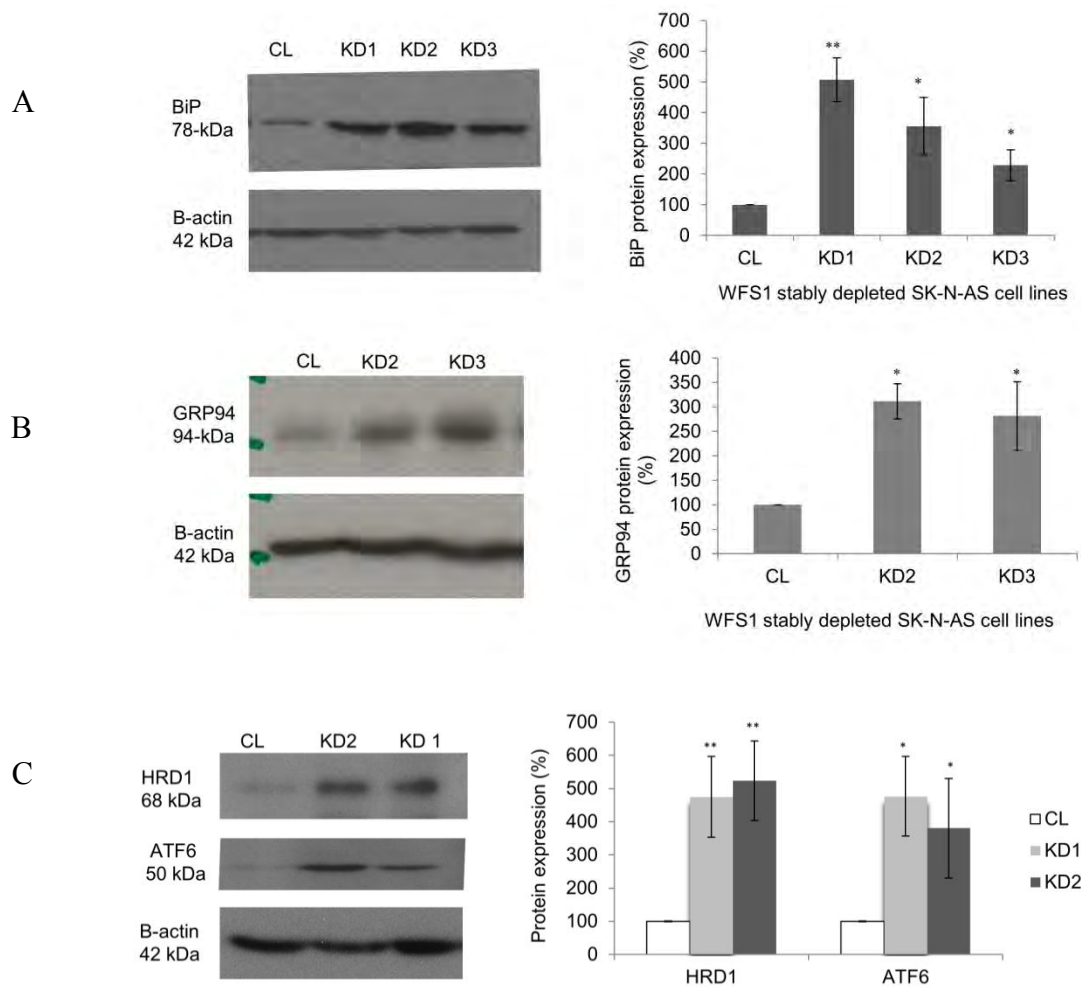 A
CL KD1 KD2 KD3
BiP
78-kDa
B-actin
42 kDa
BiP protein expression (%)
700
600
500
400
300
200
100
0
**
*
*
CL KD1 KD2 KD3
WFS1 stably depleted SK-N-AS cell lines
B
CL KD2 KD3
GRP94
94-kDa
B-actin
42 kDa
GRP94 protein expression
(%)
400
350
300
250
200
150
100
50
0
*
*
CL KD2 KD3
WFS1 stably depleted SK-N-AS cell lines
C
CL KD2 KD 1
HRD1
68 kDa
ATF6
50 kDa
B-actin
42 kDa
Protein expression (%)
700
600
500
400
300
200
100
0
**
**
*
*
HRD1 ATF6
CL
KD1
KD2